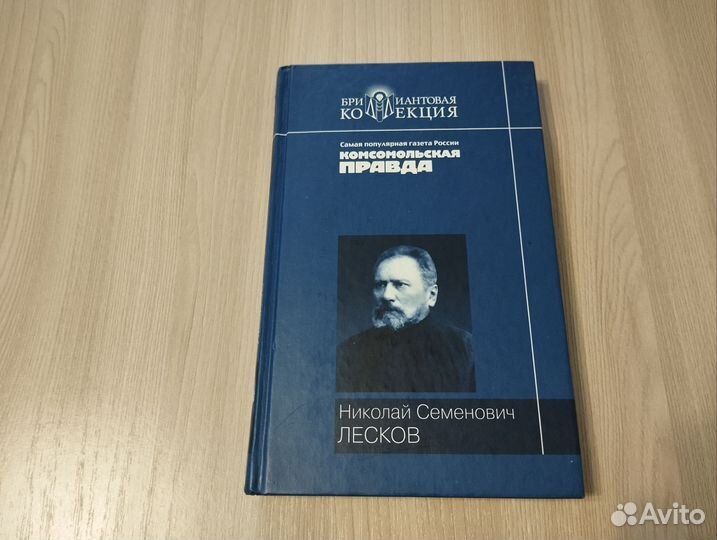 БРИЛЛИАНТОВАЯ
КОЛЛЕКЦИЯ
Самая популярная газета России
КОМСОМОЛЬСКАЯ
ПРАВДА
Николай Семенович
ЛЕСКОВ
Avito